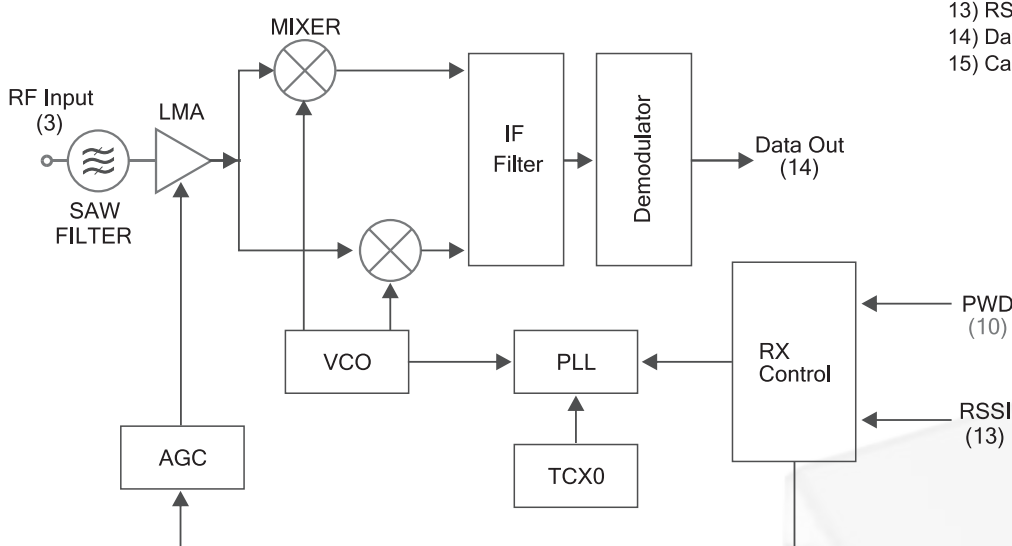 MIXER
13) RS
14) Da
15) Ca
RF Input
(3)
LMA
SAW
FILTER
IF
Filter
Demodulator
Data Out
(14)
VCO
PLL
RX
Control
PWD
(10)
RSSI
(13)
AGC
TCX0